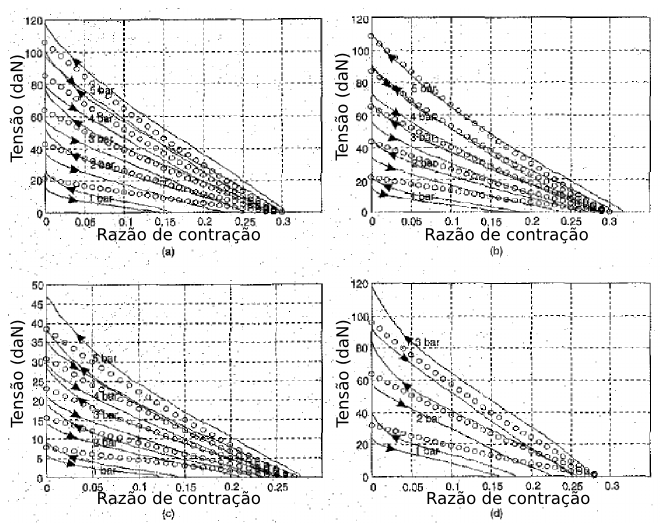 Tensão (daN)
120
100
80
60
40
20
0
5 bar
4 bar
3 bar
2 bar
1 bar
0 0.05 0.1 0.15 0.2 0.25 0.3
Razão de contração
(a)
Tensão (daN)
120
100
80
60
40
20
0
5 bar
4 bar
3 bar
2 bar
1 bar
0 0.05 0.1 0.15 0.2 0.25 0.3
Razão de contração
(b)
Tensão (daN)
50
45
40
35
30
25
20
15
10
5
0
5 bar
4 bar
3 bar
2 bar
1 bar
0 0.05 0.1 0.15 0.2 0.25
Razão de contração
(c)
Tensão (daN)
120
100
80
60
40
20
0
3 bar
2 bar
1 bar
0 0.05 0.1 0.15 0.2 0.25 0.3
Razão de contração
(d)